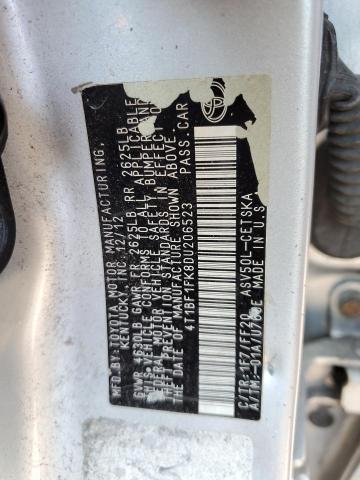 MFD BY: TOYOTA MOTOR MANUFACTURING,
KENTUCKY, INC. 12/12
GVWR 4630LB GAWR FR 2625LB RR 2625LB
THIS VEHICLE CONFORMS TO ALL APPLICABLE
FEDERAL MOTOR VEHICLE SAFETY, BUMPER, AND
THEFT PREVENTION STANDARDS IN EFFECT ON
THE DATE OF MANUFACTURE SHOWN ABOVE.
4T1BF1FK8DU206523 PASS.CAR
C/TR:1F7/FF20 ASV50L-CETSKA
A/TM:-01A/U760E MADE IN U.S